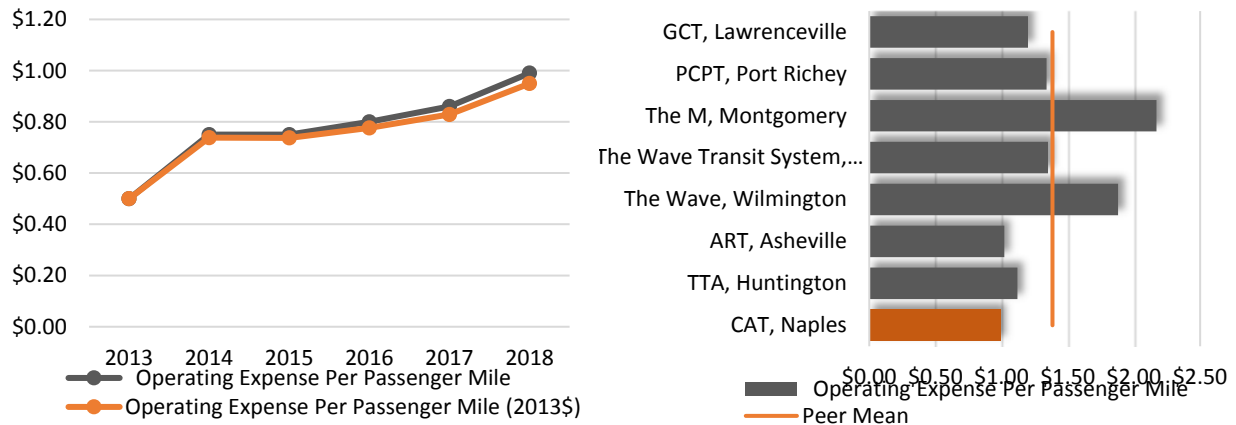 $1.20
$1.00
$0.80
$0.60
$0.40
$0.20
$0.00
2013 2014 2015 2016 2017 2018
Operating Expense Per Passenger Mile
Operating Expense Per Passenger Mile (2013$)
GCT, Lawrenceville
PCPT, Port Richey
The M, Montgomery
The Wave Transit System,...
The Wave, Wilmington
ART, Asheville
TTA, Huntington
CAT, Naples
$0.00 $0.50 $1.00 $1.50 $2.00 $2.50
Operating Expense Per Passenger Mile
Peer Mean